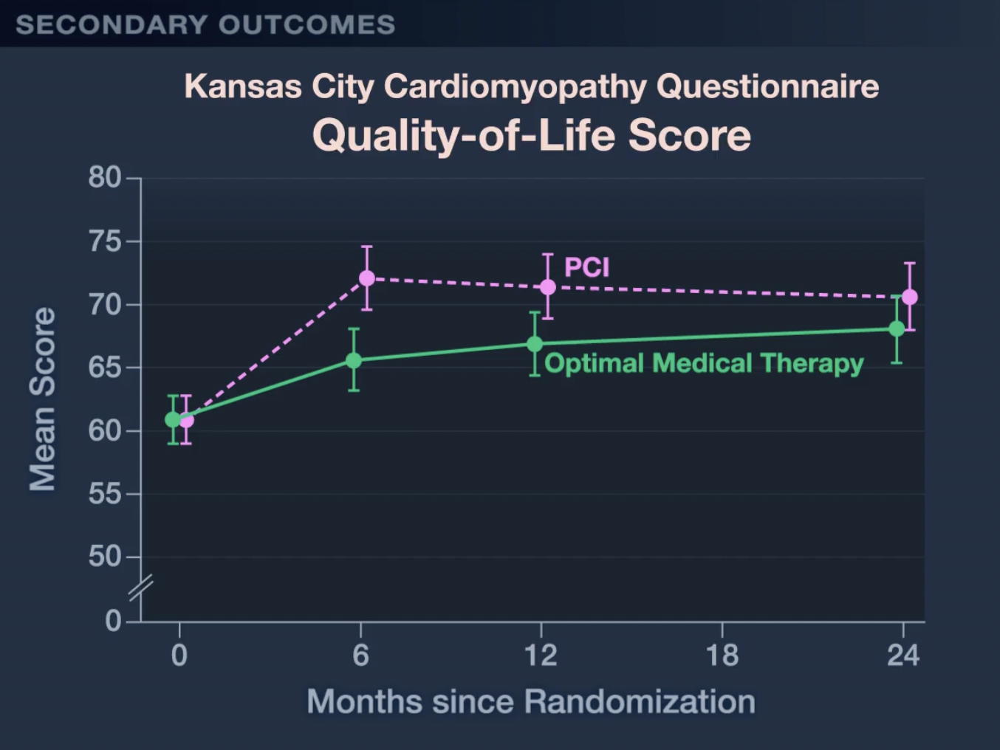 SECONDARY OUTCOMES
Kansas City Cardiomyopathy Questionnaire
Quality-of-Life Score
80
75
PCI
70
65
Optimal Medical Therapy
60
55
50
0
Mean Score
0 6 12 18 24
Months since Randomization